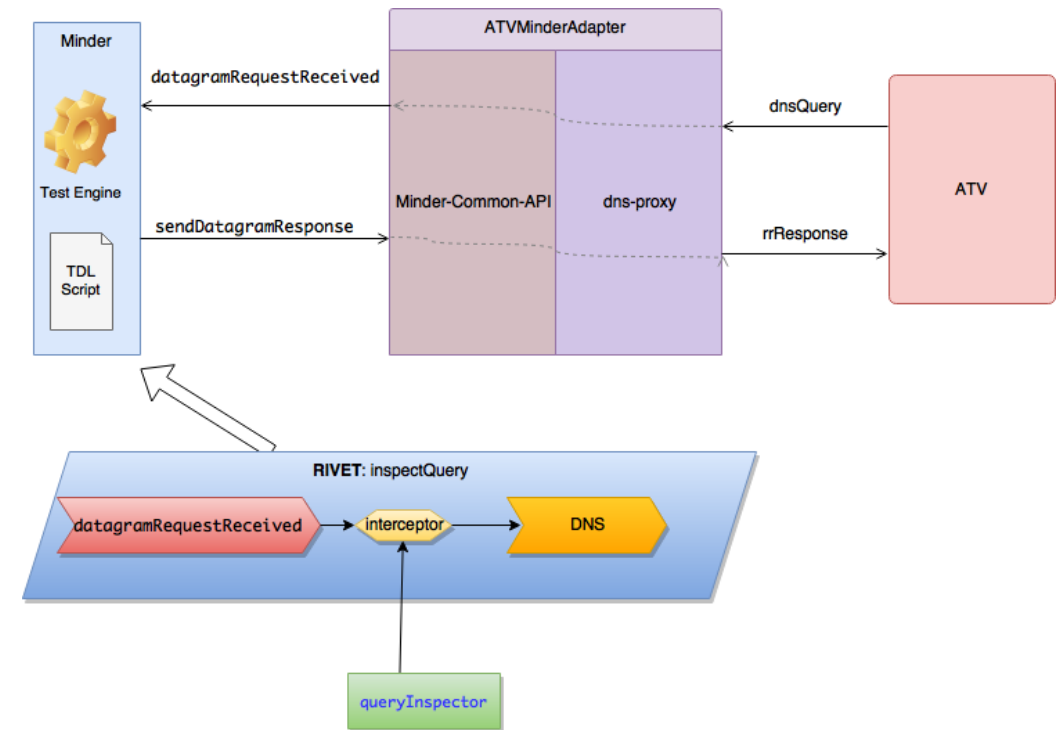 Minder
ATVMinderAdapter
datagramRequestReceived
dnsQuery
Test Engine
Minder-Common-API
dns-proxy
ATV
sendDatagramResponse
rrResponse
TDL
Script
RIVET: inspectQuery
datagramRequestReceived
interceptor
DNS
queryInspector